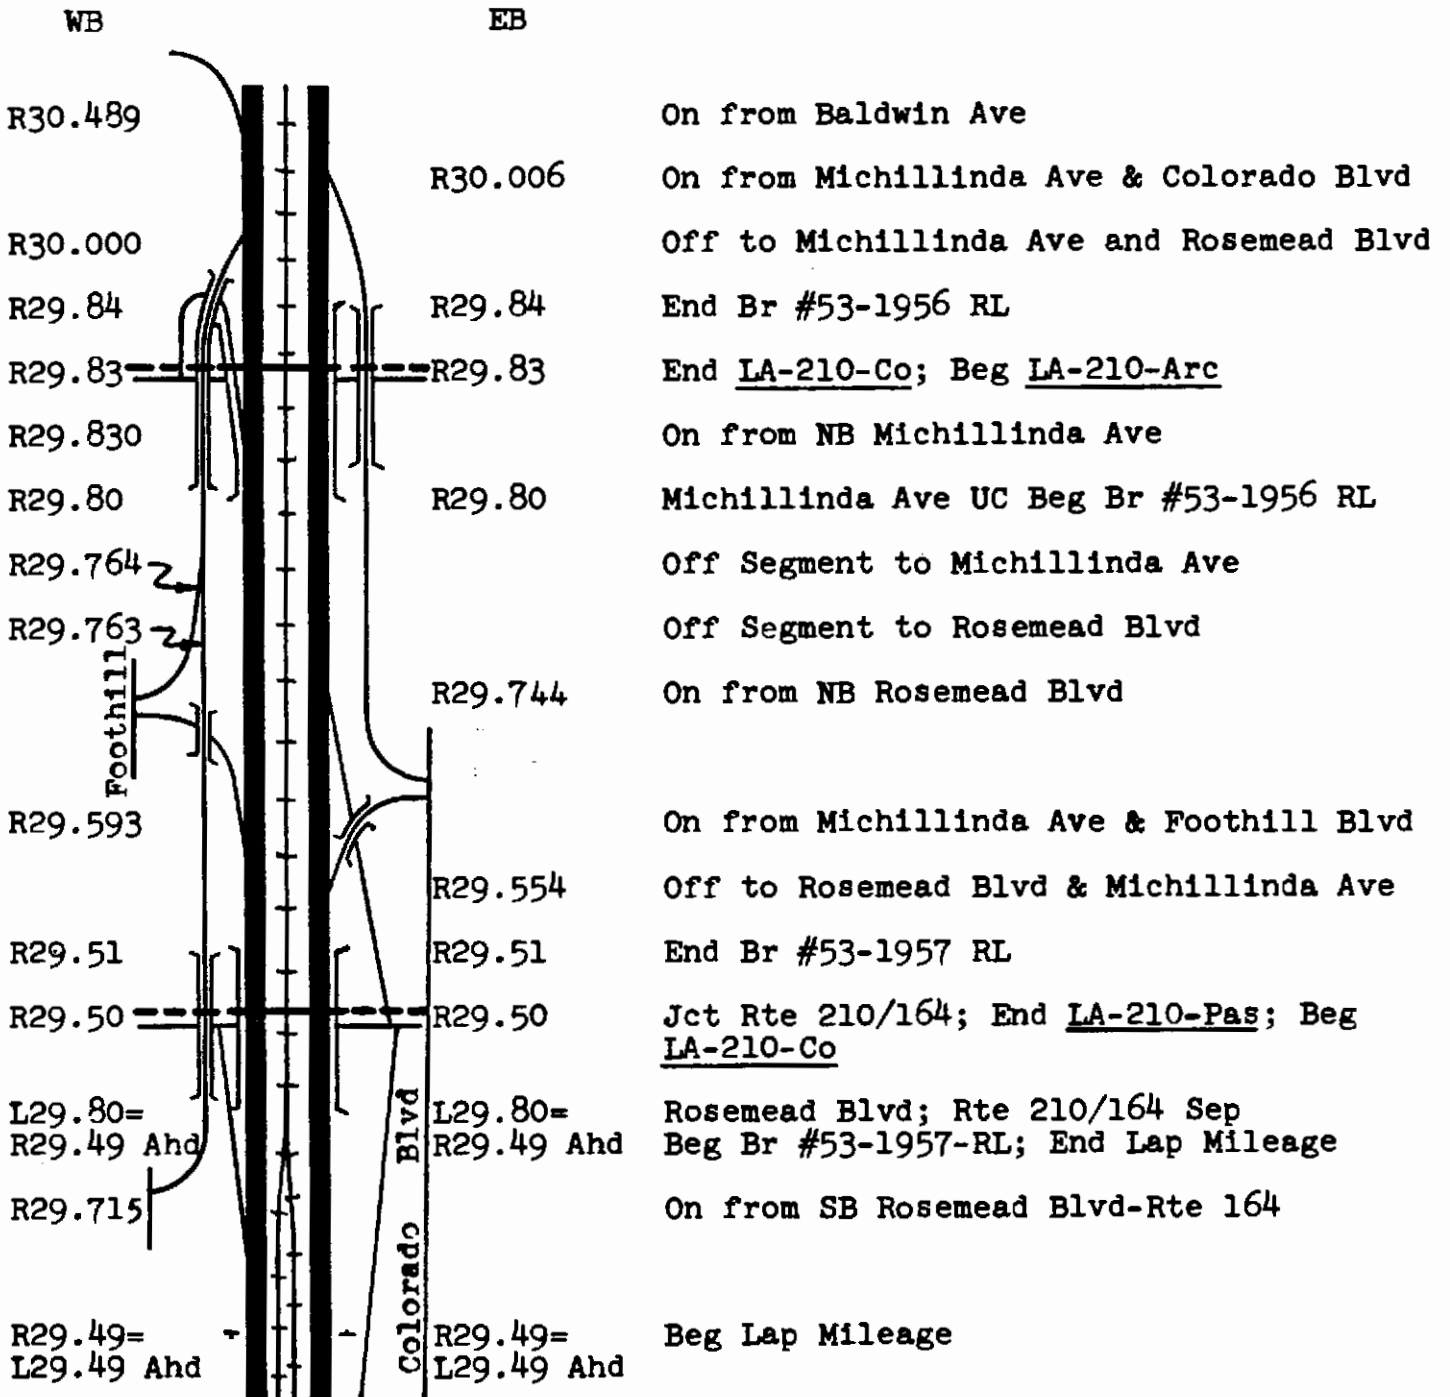 WB EB
R30.489 On from Baldwin Ave
R30.006 On from Michillinda Ave & Colorado Blvd
R30.000 Off to Michillinda Ave and Rosemead Blvd
R29.84 R29.84 End Br #53-1956 RL
R29.83 R29.83 End LA-210-Co; Beg LA-210-Arc
R29.830 On from NB Michillinda Ave
R29.80 R29.80 Michillinda Ave UC Beg Br #53-1956 RL
R29.764 Off Segment to Michillinda Ave
R29.763 Off Segment to Rosemead Blvd
Foothill
R29.744 On from NB Rosemead Blvd
R29.593 On from Michillinda Ave & Foothill Blvd
R29.554 Off to Rosemead Blvd & Michillinda Ave
R29.51 R29.51 End Br #53-1957 RL
R29.50 R29.50 Jct Rte 210/164; End LA-210-Pas; Beg
LA-210-Co
L29.80= L29.80= Rosemead Blvd; Rte 210/164 Sep
R29.49 Ahd R29.49 Ahd Beg Br #53-1957-RL; End Lap Mileage
R29.715 On from SB Rosemead Blvd-Rte 164
Colorado Blvd
R29.49= R29.49= Beg Lap Mileage
L29.49 Ahd L29.49 Ahd